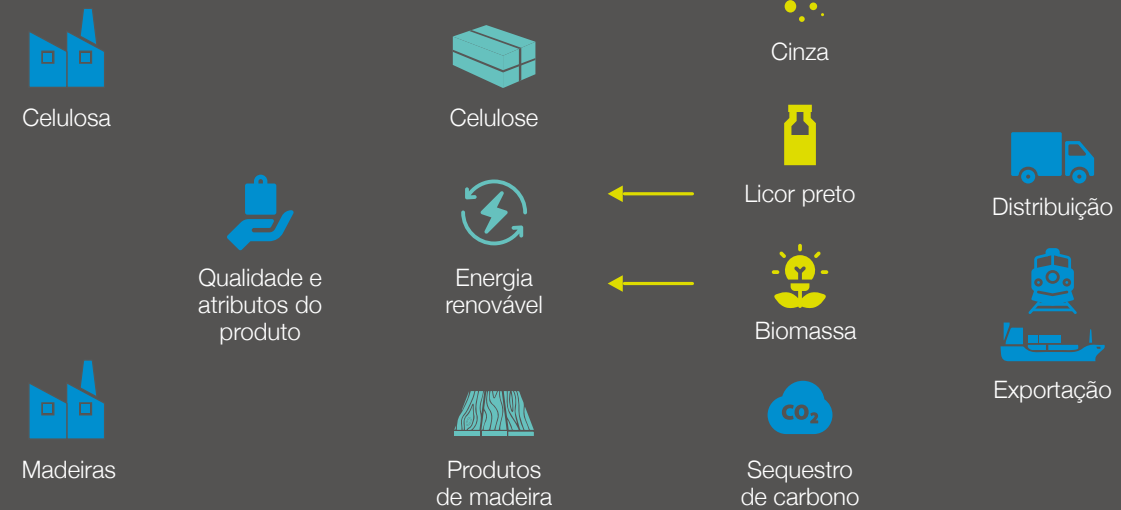 Cinza
Celulosa
Celulose
Licor preto
Distribuição
Qualidade e
atributos do
produto
Energia
renovável
Biomassa
Exportação
CO₂
Madeiras
Produtos
de madeira
Sequestro
de carbono